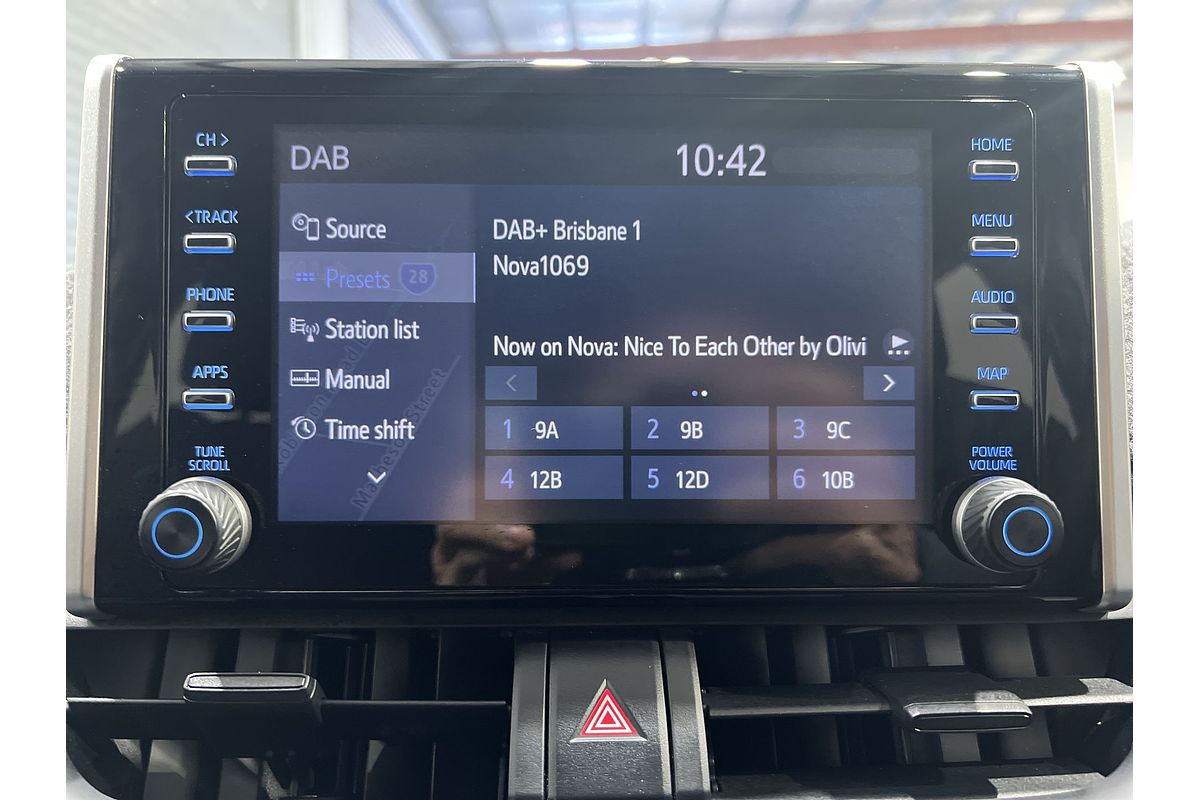 DAB
10:42
CH >
<TRACK
PHONE
APPS
TUNE
SCROLL
Source
Presets 28
Station list
Manual
Time shift
DAB+ Brisbane 1
Nova1069
Now on Nova: Nice To Each Other by Olivi
< >
1 9A
2 9B
3 9C
4 12B
5 12D
6 10B
HOME
MENU
AUDIO
MAP
POWER
VOLUME